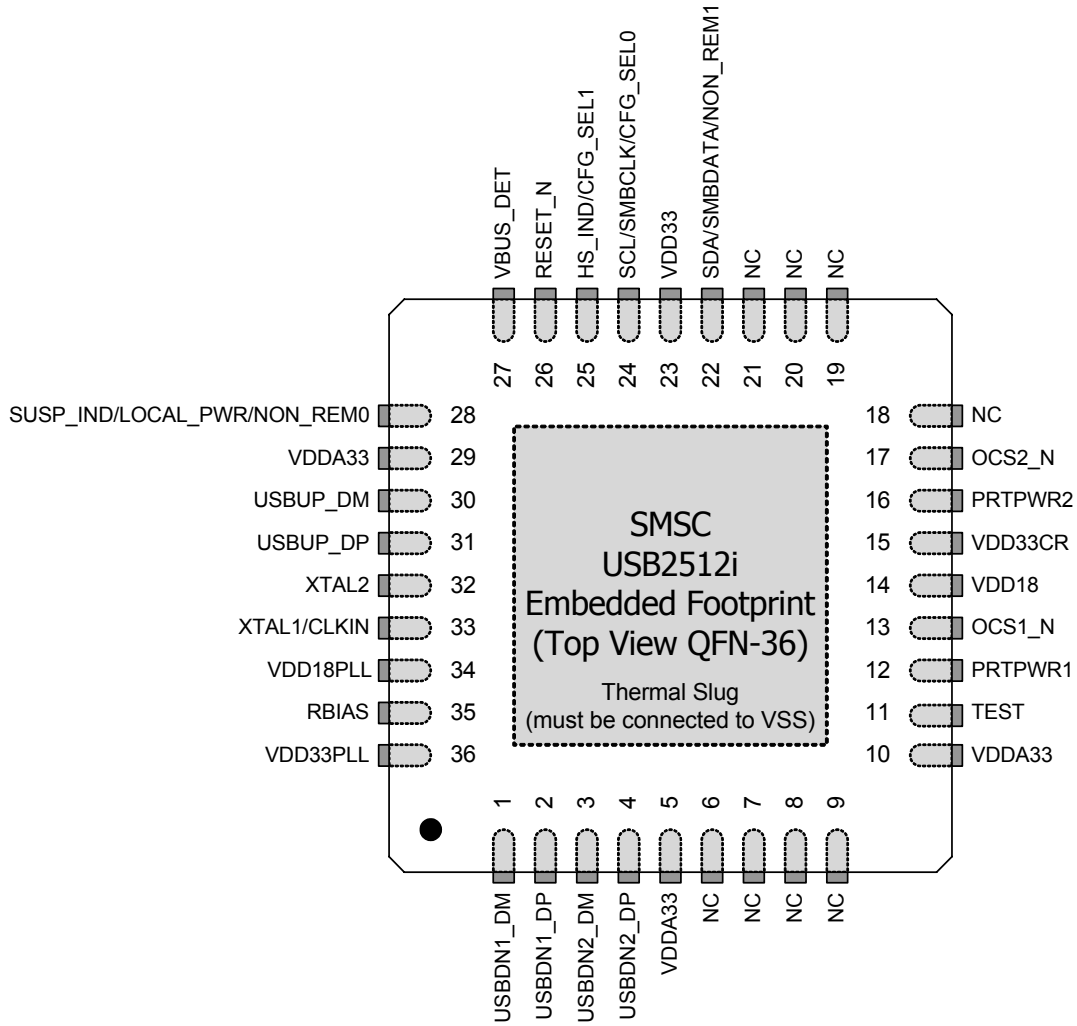 VBUS_DET
RESET_N
HS_IND/CFG_SEL1
SCL/SMBCLK/CFG_SEL0
VDD33
SDA/SMBDATA/NON_REM1
NC
NC
NC
27
26
25
24
23
22
21
20
19
SUSP_IND/LOCAL_PWR/NON_REM0 28
VDDA33 29
USBUP_DM 30
USBUP_DP 31
XTAL2 32
XTAL1/CLKIN 33
VDD18PLL 34
RBIAS 35
VDD33PLL 36
SMSC
USB2512i
Embedded Footprint
(Top View QFN-36)
Thermal Slug
(must be connected to VSS)
18 NC
17 OCS2_N
16 PRTPWR2
15 VDD33CR
14 VDD18
13 OCS1_N
12 PRTPWR1
11 TEST
10 VDDA33
1
2
3
4
5
6
7
8
9
USBDN1_DM
USBDN1_DP
USBDN2_DM
USBDN2_DP
VDDA33
NC
NC
NC
NC